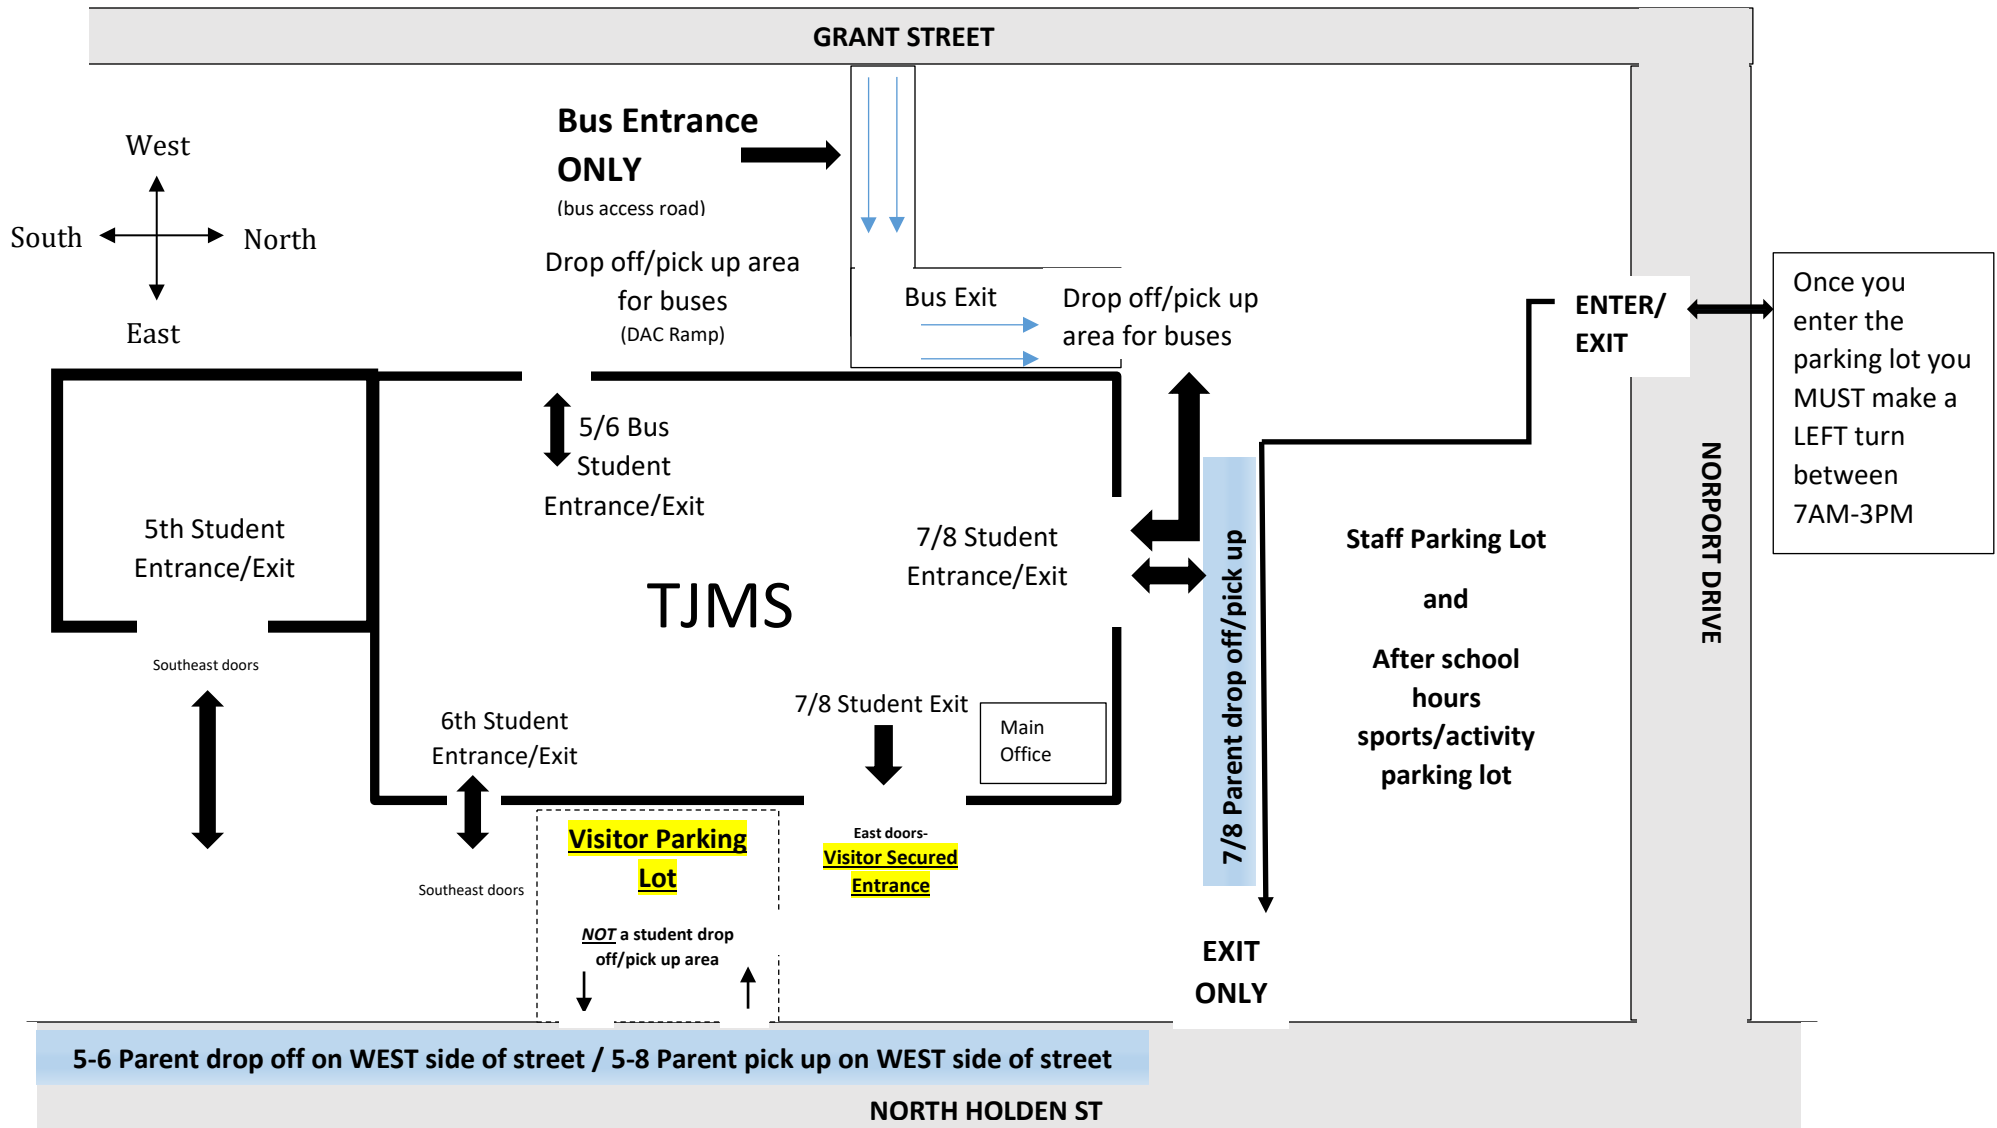 GRANT STREET
Bus Entrance
ONLY
(bus access road)
West
South
North
East
Drop off/pick up area
for buses
(DAC Ramp)
Bus Exit
Drop off/pick up
area for buses
ENTER/
EXIT
Once you
enter the
parking lot you
MUST make a
LEFT turn
between
7AM-3PM
NORPORT DRIVE
5/6 Bus
Student
Entrance/Exit
5th Student
Entrance/Exit
Southeast doors
TJMS
7/8 Student
Entrance/Exit
7/8 Parent drop off/pick up
Staff Parking Lot
and
After school
hours
sports/activity
parking lot
6th Student
Entrance/Exit
Southeast doors
7/8 Student Exit
Main
Office
Visitor Parking
Lot
NOT a student drop
off/pick up area
East doors-
Visitor Secured
Entrance
EXIT
ONLY
5-6 Parent drop off on WEST side of street / 5-8 Parent pick up on WEST side of street
NORTH HOLDEN ST